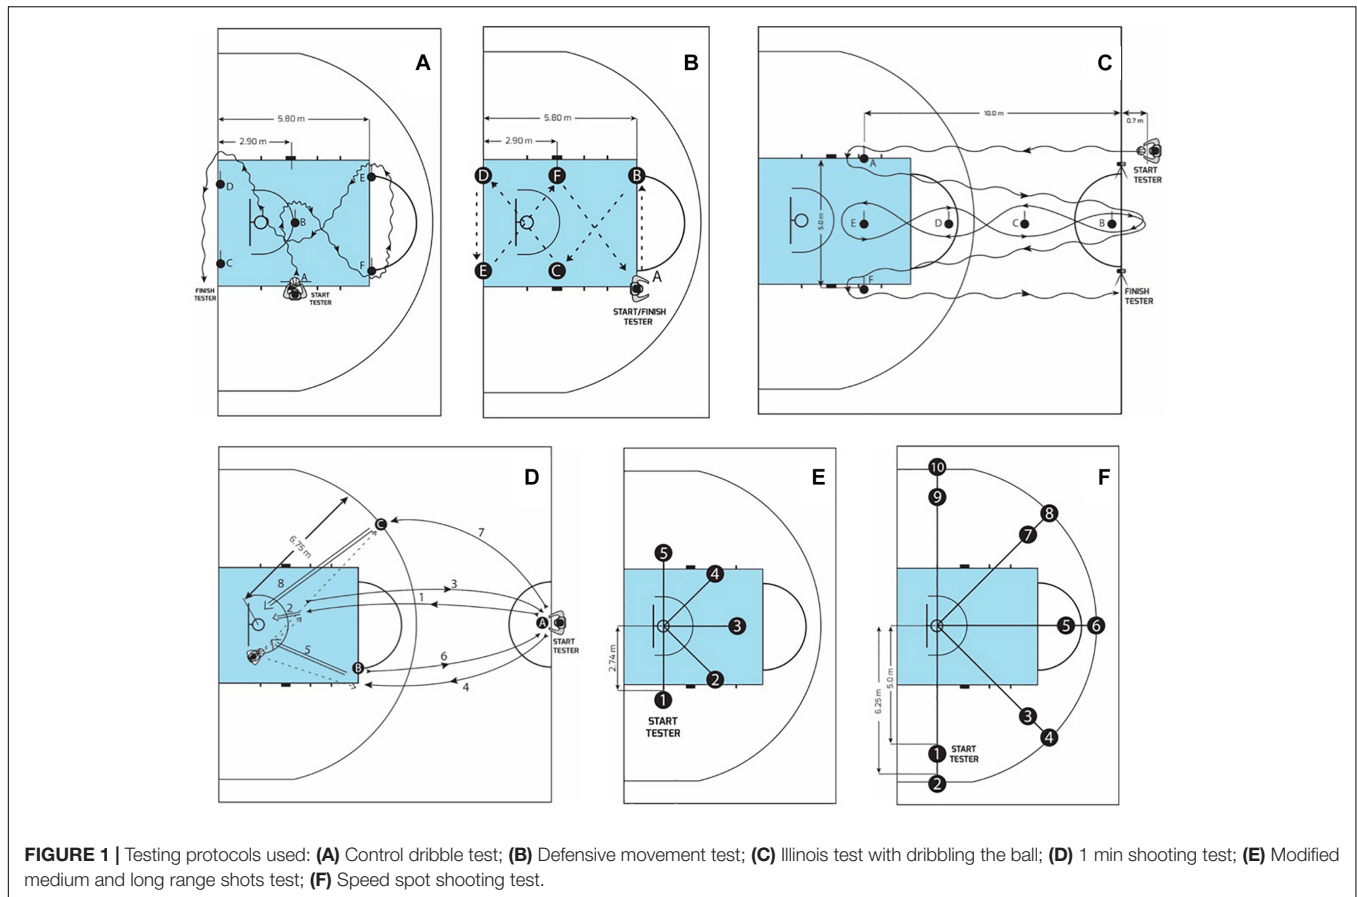 A
5.80 m
2.90 m
E
D
B
C
F
A
FINISH
TESTER
START
TESTER
B
5.80 m
2.90 m
D
F
B
E
C
A
START/FINISH
TESTER
C
10.0 m
0.7 m
A
START
TESTER
5.0 m
E
D
C
B
F
FINISH
TESTER
D
C
7
6.75 m
8
3
1
2
A
START
TESTER
5
B
6
4
E
5
4
3
2.74 m
2
1
START
TESTER
F
10
9
8
7
5
6
5.0 m
6.25 m
3
4
1
START
TESTER
2
FIGURE 1 | Testing protocols used: (A) Control dribble test; (B) Defensive movement test; (C) Illinois test with dribbling the ball; (D) 1 min shooting test; (E) Modified
medium and long range shots test; (F) Speed spot shooting test.